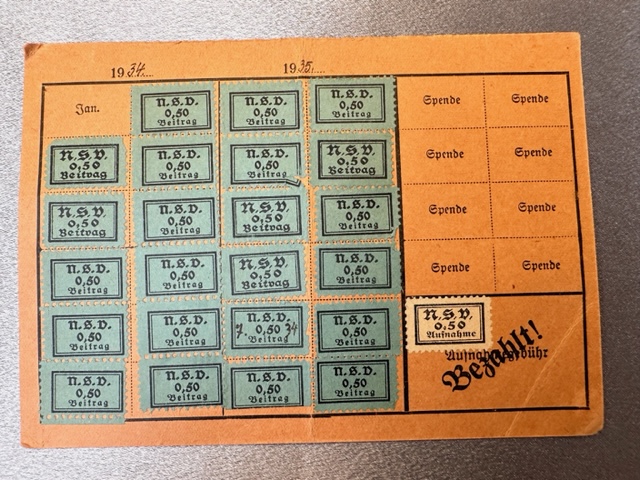 1934
1935
Jan.
N.S.V.
0,50
Beitrag
N.S.V.
0,50
Beitrag
N.S.V.
0,50
Beitrag
Spende
Spende
N.S.V.
0,50
Beitrag
N.S.V.
0,50
Beitrag
N.S.V.
0,50
Beitrag
N.S.V.
0,50
Beitrag
Spende
Spende
N.S.V.
0,50
Beitrag
N.S.V.
0,50
Beitrag
N.S.V.
0,50
Beitrag
N.S.V.
0,50
Beitrag
Spende
Spende
N.S.V.
0,50
Beitrag
N.S.V.
0,50
Beitrag
N.S.V.
0,50
Beitrag
N.S.V.
0,50
Beitrag
Spende
Spende
N.S.V.
0,50
Beitrag
N.S.V.
0,50
Beitrag
N.S.V.
7. 0,50 34
Beitrag
N.S.V.
0,50
Beitrag
N.S.V.
0,50
Aufnahme
Aufnahmegebühr
Bezahlt!
N.S.V.
0,50
Beitrag
N.S.V.
0,50
Beitrag
N.S.V.
0,50
Beitrag
N.S.V.
0,50
Beitrag